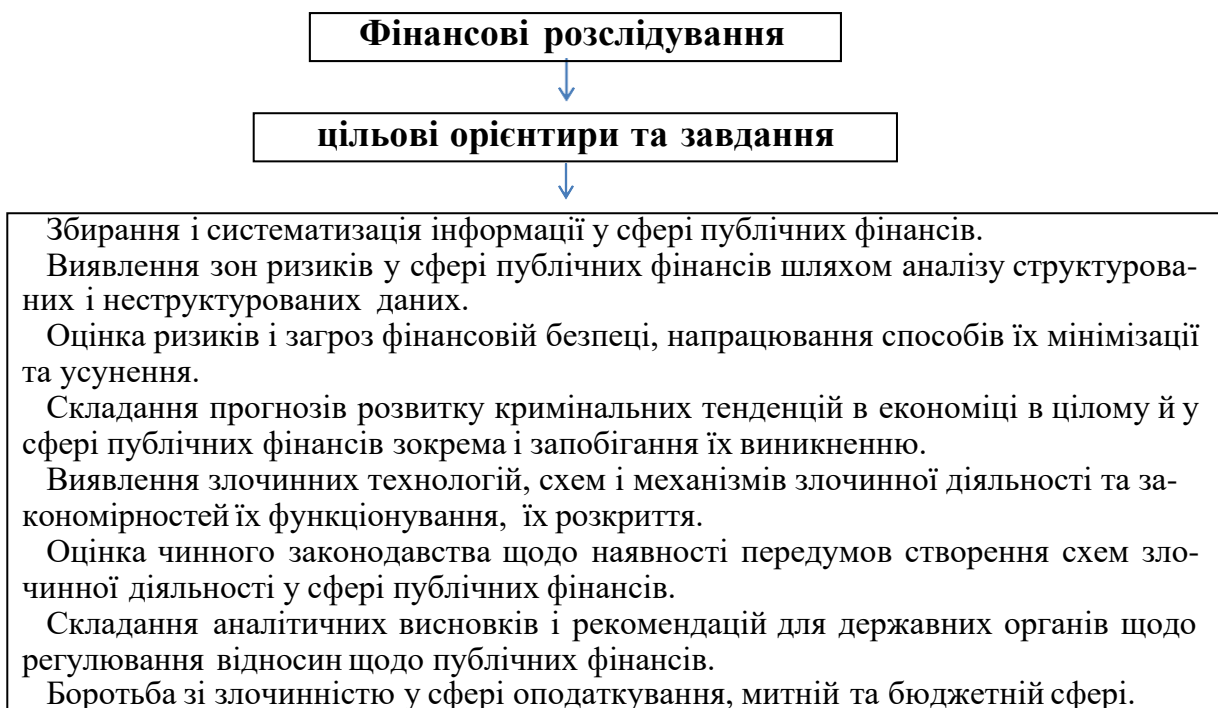 Фінансові розслідування
цільові орієнтири та завдання
Збирання і систематизація інформації у сфері публічних фінансів.
Виявлення зон ризиків у сфері публічних фінансів шляхом аналізу структурова-
них і неструктурованих даних.
Оцінка ризиків і загроз фінансовій безпеці, напрацювання способів їх мінімізації
та усунення.
Складання прогнозів розвитку кримінальних тенденцій в економіці в цілому й у
сфері публічних фінансів зокрема і запобігання їх виникненню.
Виявлення злочинних технологій, схем і механізмів злочинної діяльності та за-
кономірностей їх функціонування, їх розкриття.
Оцінка чинного законодавства щодо наявності передумов створення схем зло-
чинної діяльності у сфері публічних фінансів.
Складання аналітичних висновків і рекомендацій для державних органів щодо
регулювання відносин щодо публічних фінансів.
Боротьба зі злочинністю у сфері оподаткування, митній та бюджетній сфері.